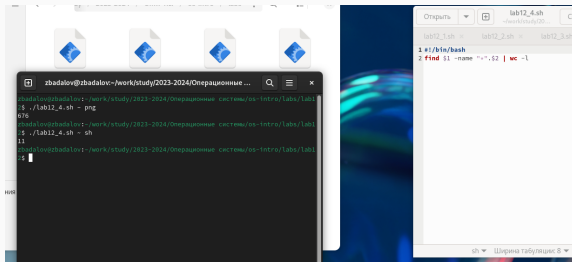 zbadalov@zbadalov:~/work/study/2023-2024/Операционные ...
zbadalov@zbadalov:~/work/study/2023-2024/Операционные системы/os-intro/labs/lab1
2$ ./lab12_4.sh ~ png
676
zbadalov@zbadalov:~/work/study/2023-2024/Операционные системы/os-intro/labs/lab1
2$ ./lab12_4.sh ~ sh
11
zbadalov@zbadalov:~/work/study/2023-2024/Операционные системы/os-intro/labs/lab1
2$
ния
Открыть
lab12_4.sh
lab12_1.sh
lab12_2.sh
lab12_3.sh
1 #!/bin/bash
2 find $1 -name "*".$2 | wc -l
sh
Ширина табуляции: 8